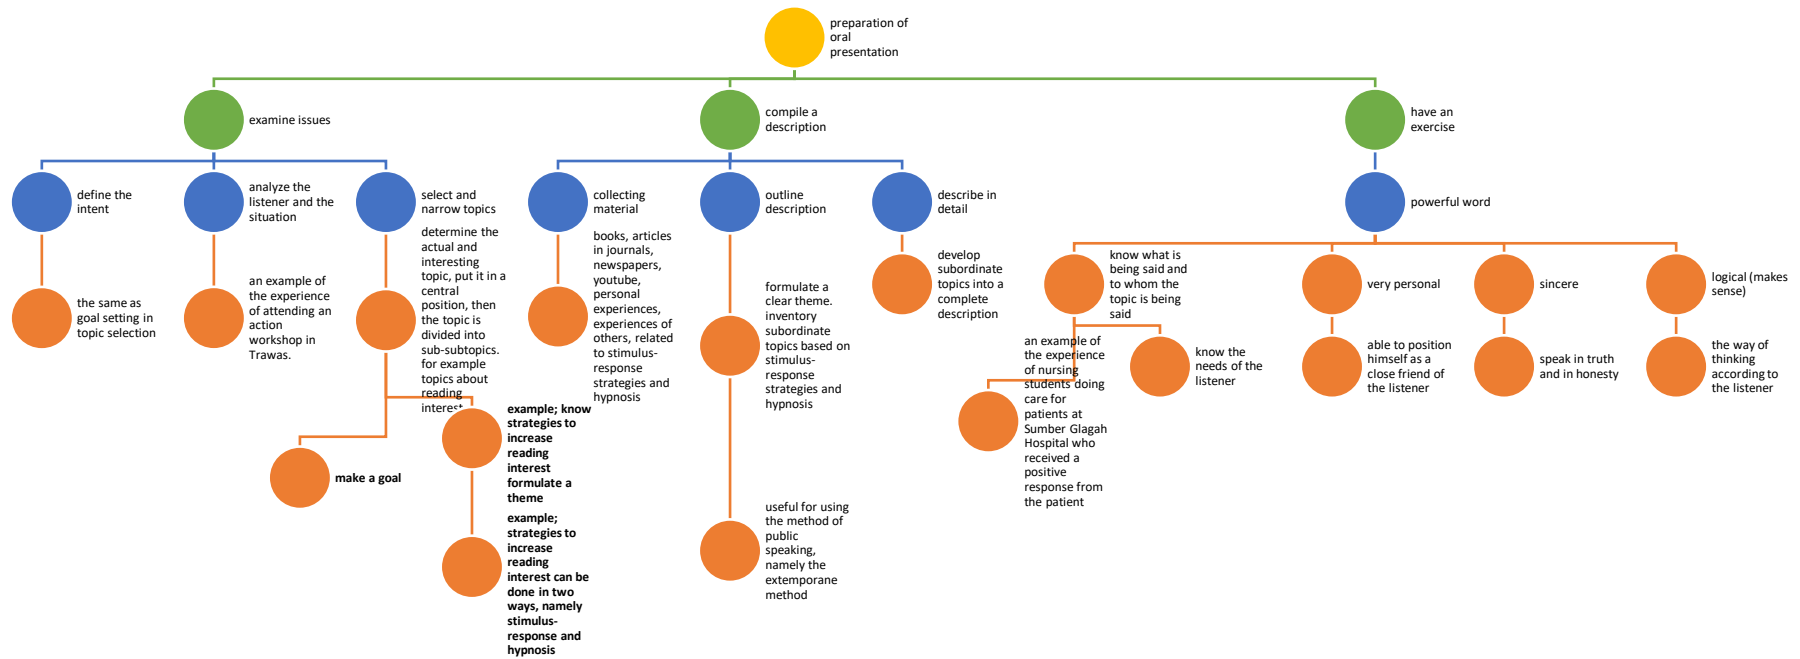 preparation of
oral
presentation
examine issues
compile a
description
have an
exercise
define the
intent
analyze the
listener and the
situation
select and
narrow topics
collecting
material
outline
description
describe in
detail
powerful word
the same as
goal setting in
topic selection
an example of
the experience
of attending an
action
workshop in
Trawas.
determine the
actual and
interesting
topic, put it in a
central
position, then
the topic is
divided into
sub-subtopics.
for example
topics about
reading
interest
make a goal
example; know
strategies to
increase
reading
interest
formulate a
theme
example;
strategies to
increase
reading
interest can be
done in two
ways, namely
stimulus-
response and
hypnosis
books, articles
in journals,
newspapers,
youtube,
personal
experiences,
experiences of
others, related
to stimulus-
response
strategies and
hypnosis
formulate a
clear theme.
inventory
subordinate
topics based on
stimulus-
response
strategies and
hypnosis
useful for using
the method of
public
speaking,
namely the
extemporane
method
develop
subordinate
topics into a
complete
description
know what is
being said and
to whom the
topic is being
said
an example of
the experience
of nursing
students doing
care for
patients at
Sumber Glagah
Hospital who
received a
positive
response from
the patient
know the
needs of the
listener
very personal
able to position
himself as a
close friend of
the listener
sincere
speak in truth
and in honesty
logical (makes
sense)
the way of
thinking
according to
the listener